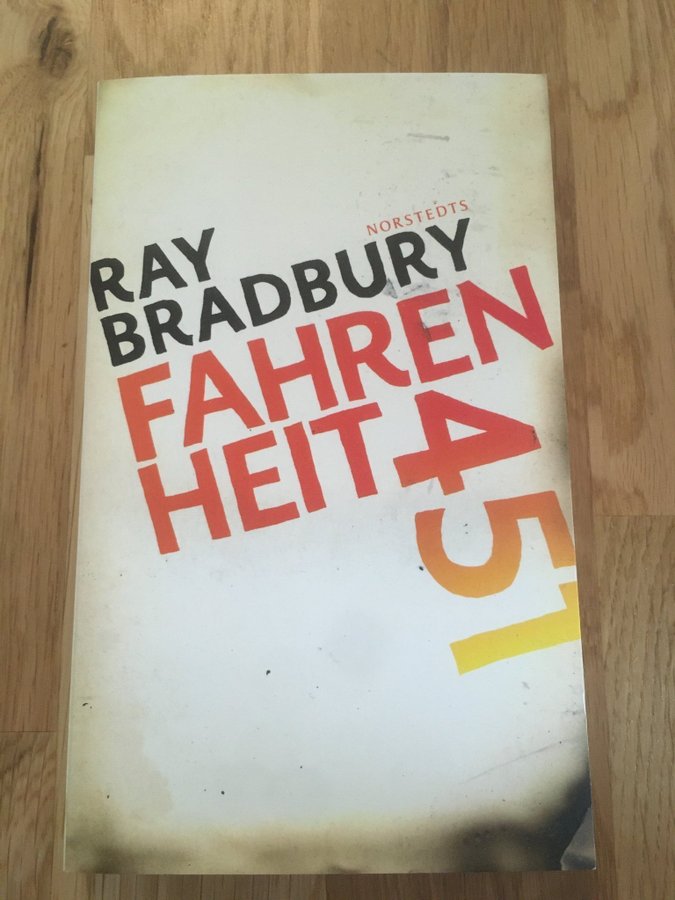 NORSTEDTS
RAY
BRADBURY
FAHREN
HEIT
451